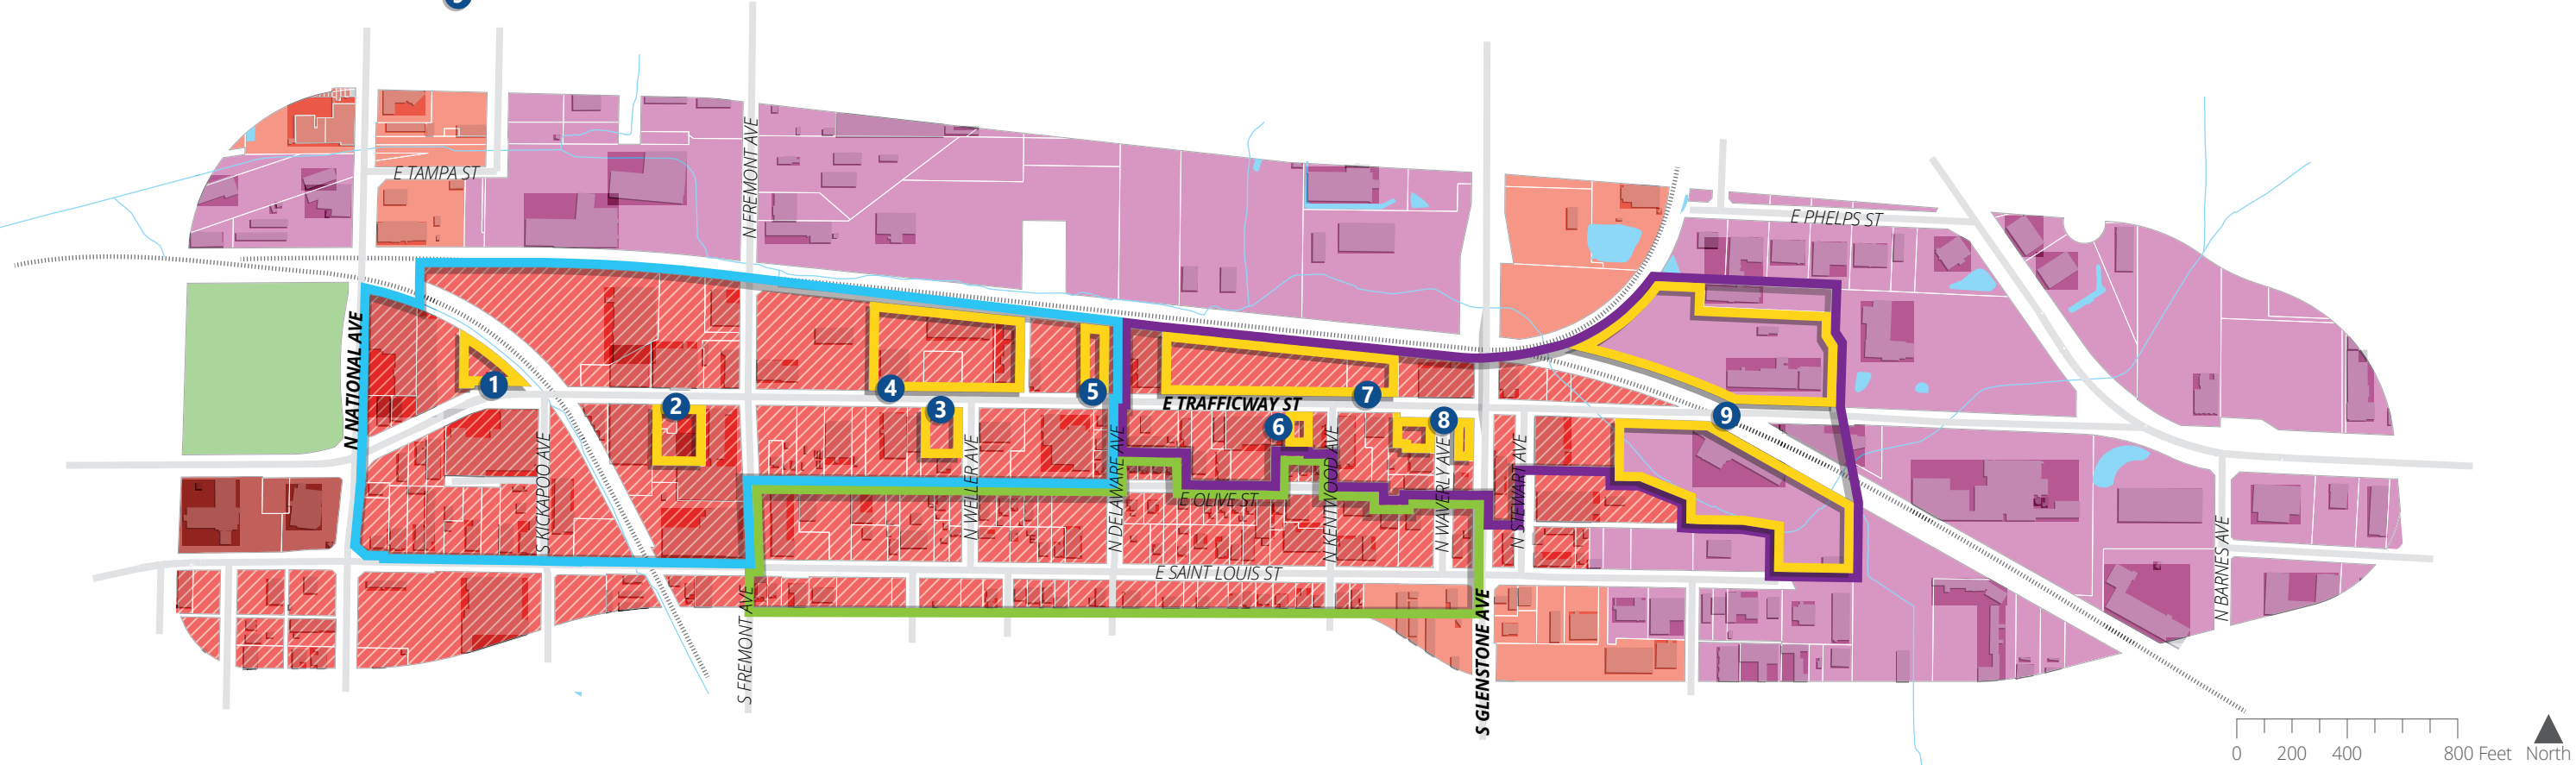 E TAMPA ST
N FREMONT AVE
E PHELPS ST
N NATIONAL AVE
1
2
3
4
5
6
7
8
9
E TRAFFICWAY ST
S KICKAPOO AVE
N WELLER AVE
N DELAWARE AVE
E OLIVE ST
N KENTWOOD AVE
N WAVERLY AVE
N STEWART AVE
E SAINT LOUIS ST
S FREMONT AVE
S GLENSTONE AVE
N BARNES AVE
0 200 400 800 Feet North